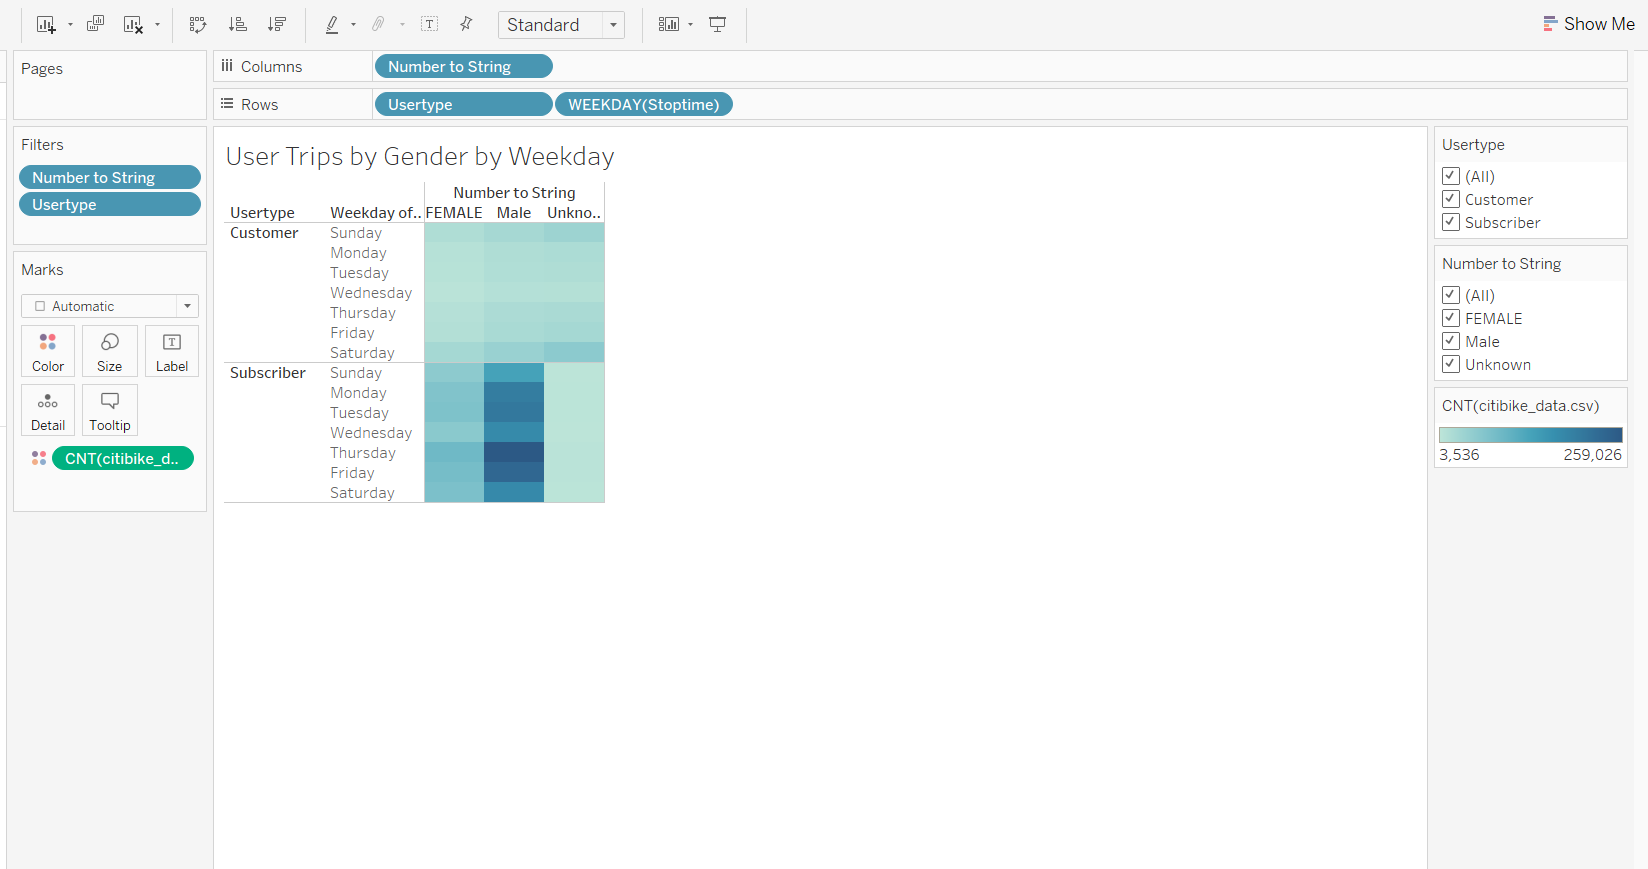 Standard
Show Me
Pages
Columns
Number to String
Rows
Usertype
WEEKDAY(Stoptime)
Filters
Number to String
Usertype
Marks
Automatic
Color
Size
Label
Detail
Tooltip
CNT(citibike_d..
User Trips by Gender by Weekday
Number to String
Usertype Weekday of.. FEMALE Male Unkno..
Customer Sunday
Monday
Tuesday
Wednesday
Thursday
Friday
Saturday
Subscriber Sunday
Monday
Tuesday
Wednesday
Thursday
Friday
Saturday
Usertype
(All)
Customer
Subscriber
Number to String
(All)
FEMALE
Male
Unknown
CNT(citibike_data.csv)
3,536 259,026